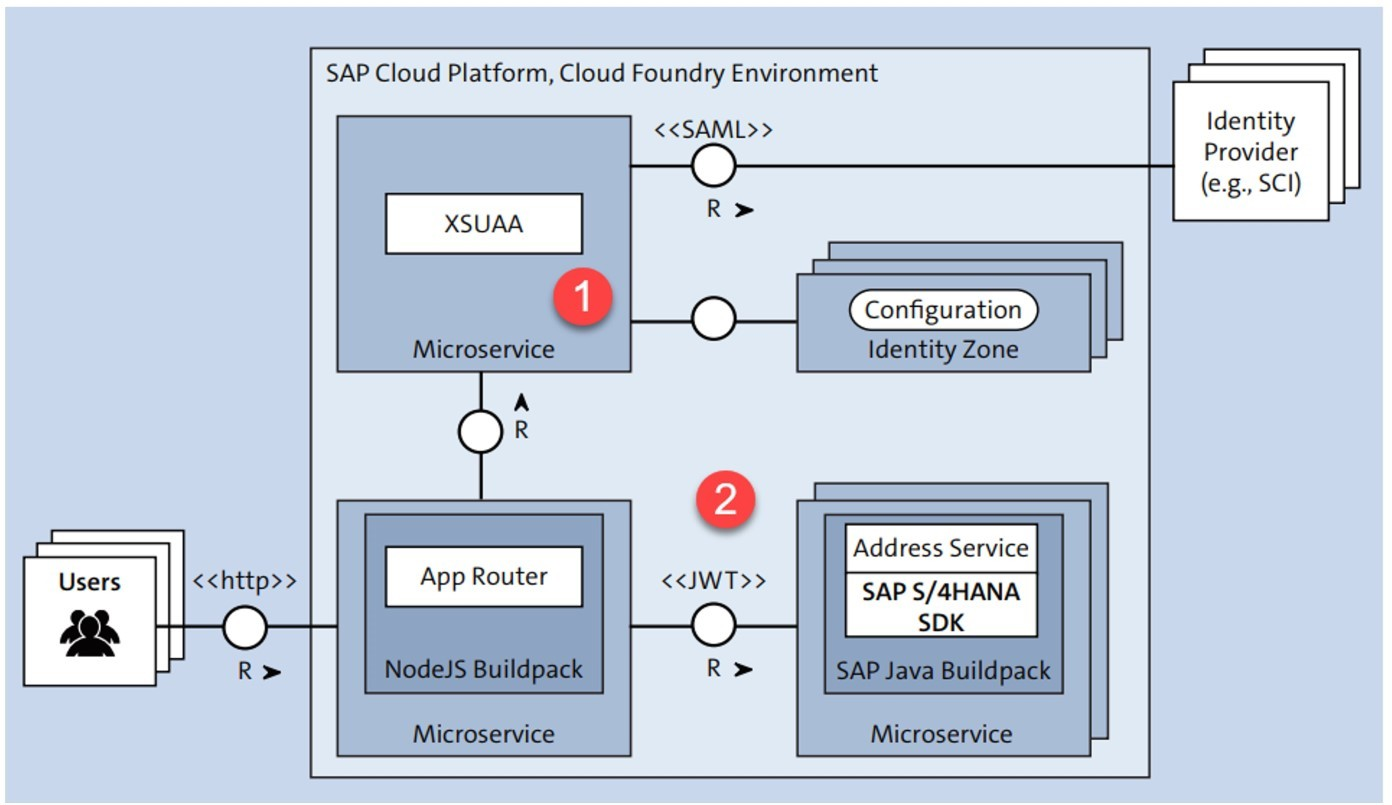 SAP Cloud Platform, Cloud Foundry Environment
<<SAML>>
R ➤
Identity
Provider
(e.g., SCI)
XSUAA
1
Microservice
Configuration
Identity Zone
R
2
Users
<<http>>
R ➤
App Router
NodeJS Buildpack
Microservice
<<JWT>>
R ➤
Address Service
SAP S/4HANA
SDK
SAP Java Buildpack
Microservice